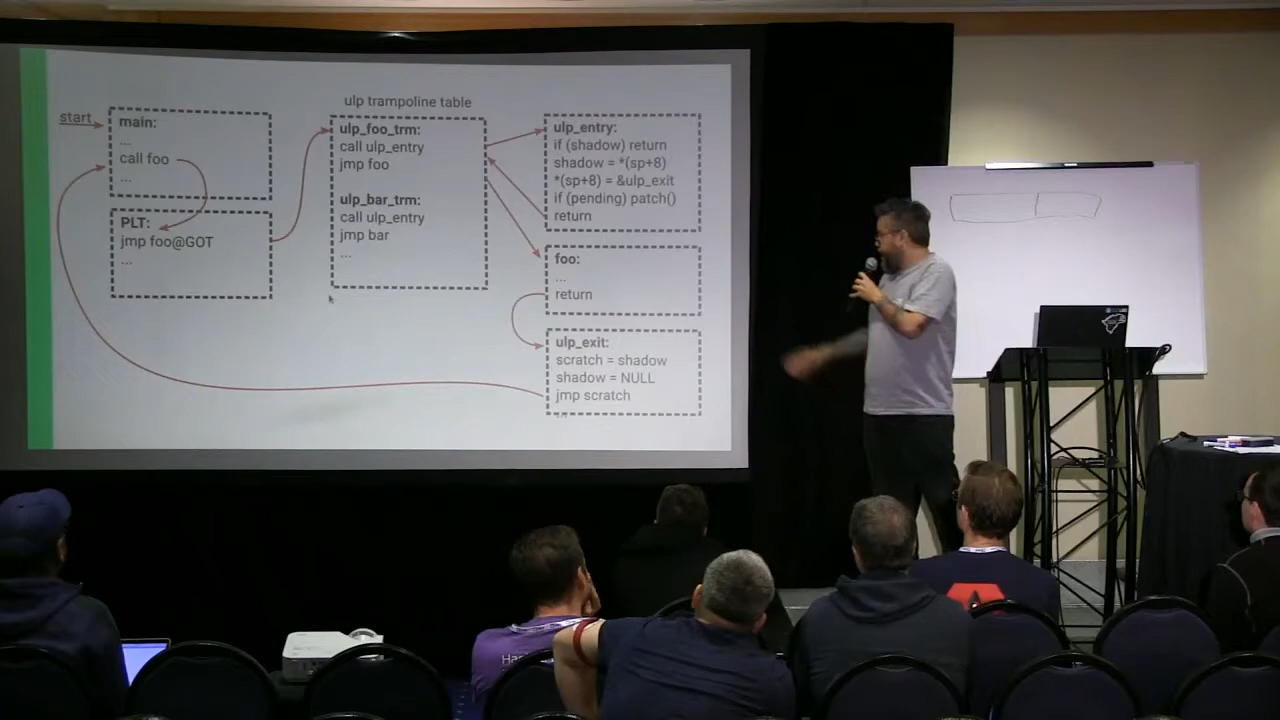 start
main:
...
call foo
...
PLT:
jmp foo@GOT
...
ulp trampoline table
ulp_foo_trm:
call ulp_entry
jmp foo
ulp_bar_trm:
call ulp_entry
jmp bar
...
ulp_entry:
if (shadow) return
shadow = *(sp+8)
*(sp+8) = &ulp_exit
if (pending) patch()
return
foo:
...
return
ulp_exit:
scratch = shadow
shadow = NULL
jmp scratch
...